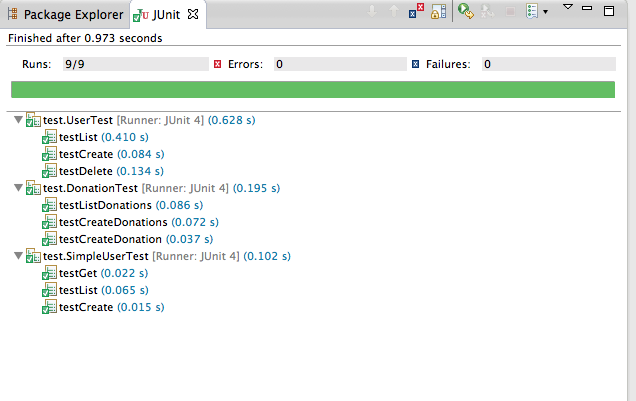 Package Explorer JUnit
Finished after 0.973 seconds
Runs: 9/9 Errors: 0 Failures: 0
test.UserTest [Runner: JUnit 4] (0.628 s)
testList (0.410 s)
testCreate (0.084 s)
testDelete (0.134 s)
test.DonationTest [Runner: JUnit 4] (0.195 s)
testListDonations (0.086 s)
testCreateDonations (0.072 s)
testCreateDonation (0.037 s)
test.SimpleUserTest [Runner: JUnit 4] (0.102 s)
testGet (0.022 s)
testList (0.065 s)
testCreate (0.015 s)